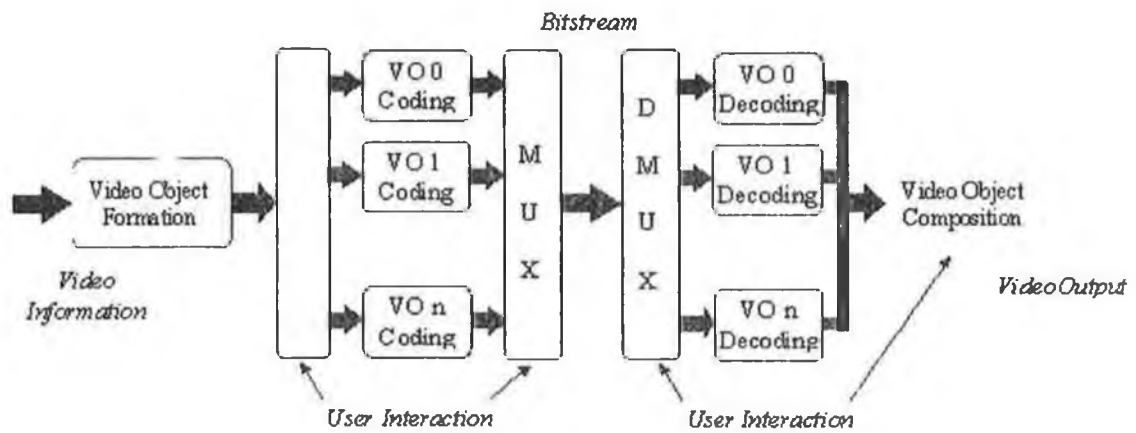 Bitstream
VO 0
Coding
VO 0
Decoding
Video Object
Formation
VO 1
Coding
M
U
X
D
M
U
X
VO 1
Decoding
Video Object
Composition
Video
Information
VO n
Coding
VO n
Decoding
Video Output
User Interaction
User Interaction